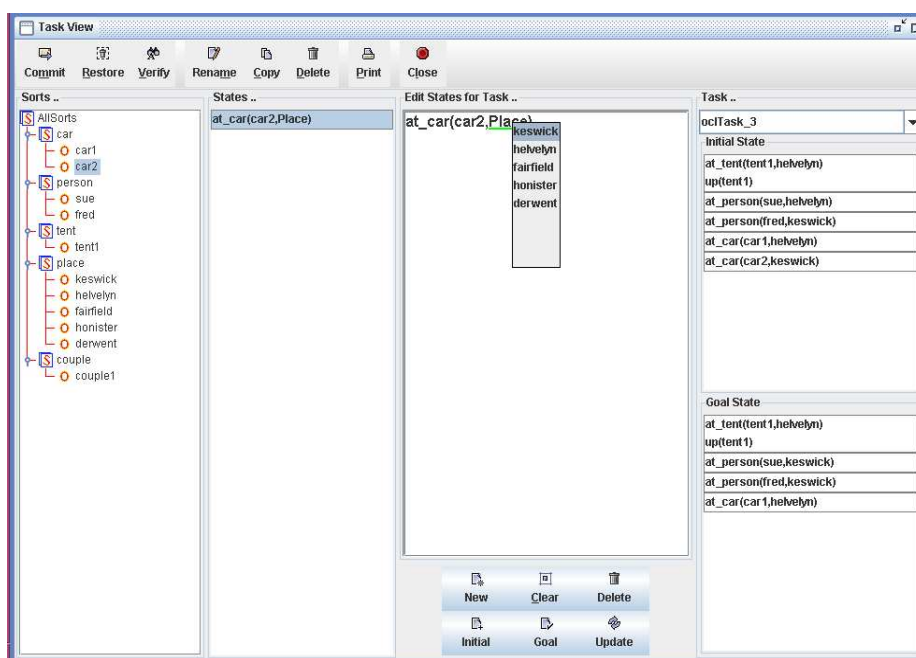 Task View
Commit Restore Verify Rename Copy Delete Print Close
Sorts ..
AllSorts
car
car1
car2
person
sue
fred
tent
tent1
place
keswick
helvelyn
fairfield
honister
derwent
couple
couple1
States ..
at_car(car2,Place)
Edit States for Task ..
at_car(car2,Place)
keswick
helvelyn
fairfield
honister
derwent
New Clear Delete
Initial Goal Update
Task ..
oclTask_3
Initial State
at_tent(tent1,helvelyn)
up(tent1)
at_person(sue,helvelyn)
at_person(fred,keswick)
at_car(car1,helvelyn)
at_car(car2,keswick)
Goal State
at_tent(tent1,helvelyn)
up(tent1)
at_person(sue,keswick)
at_person(fred,keswick)
at_car(car1,helvelyn)